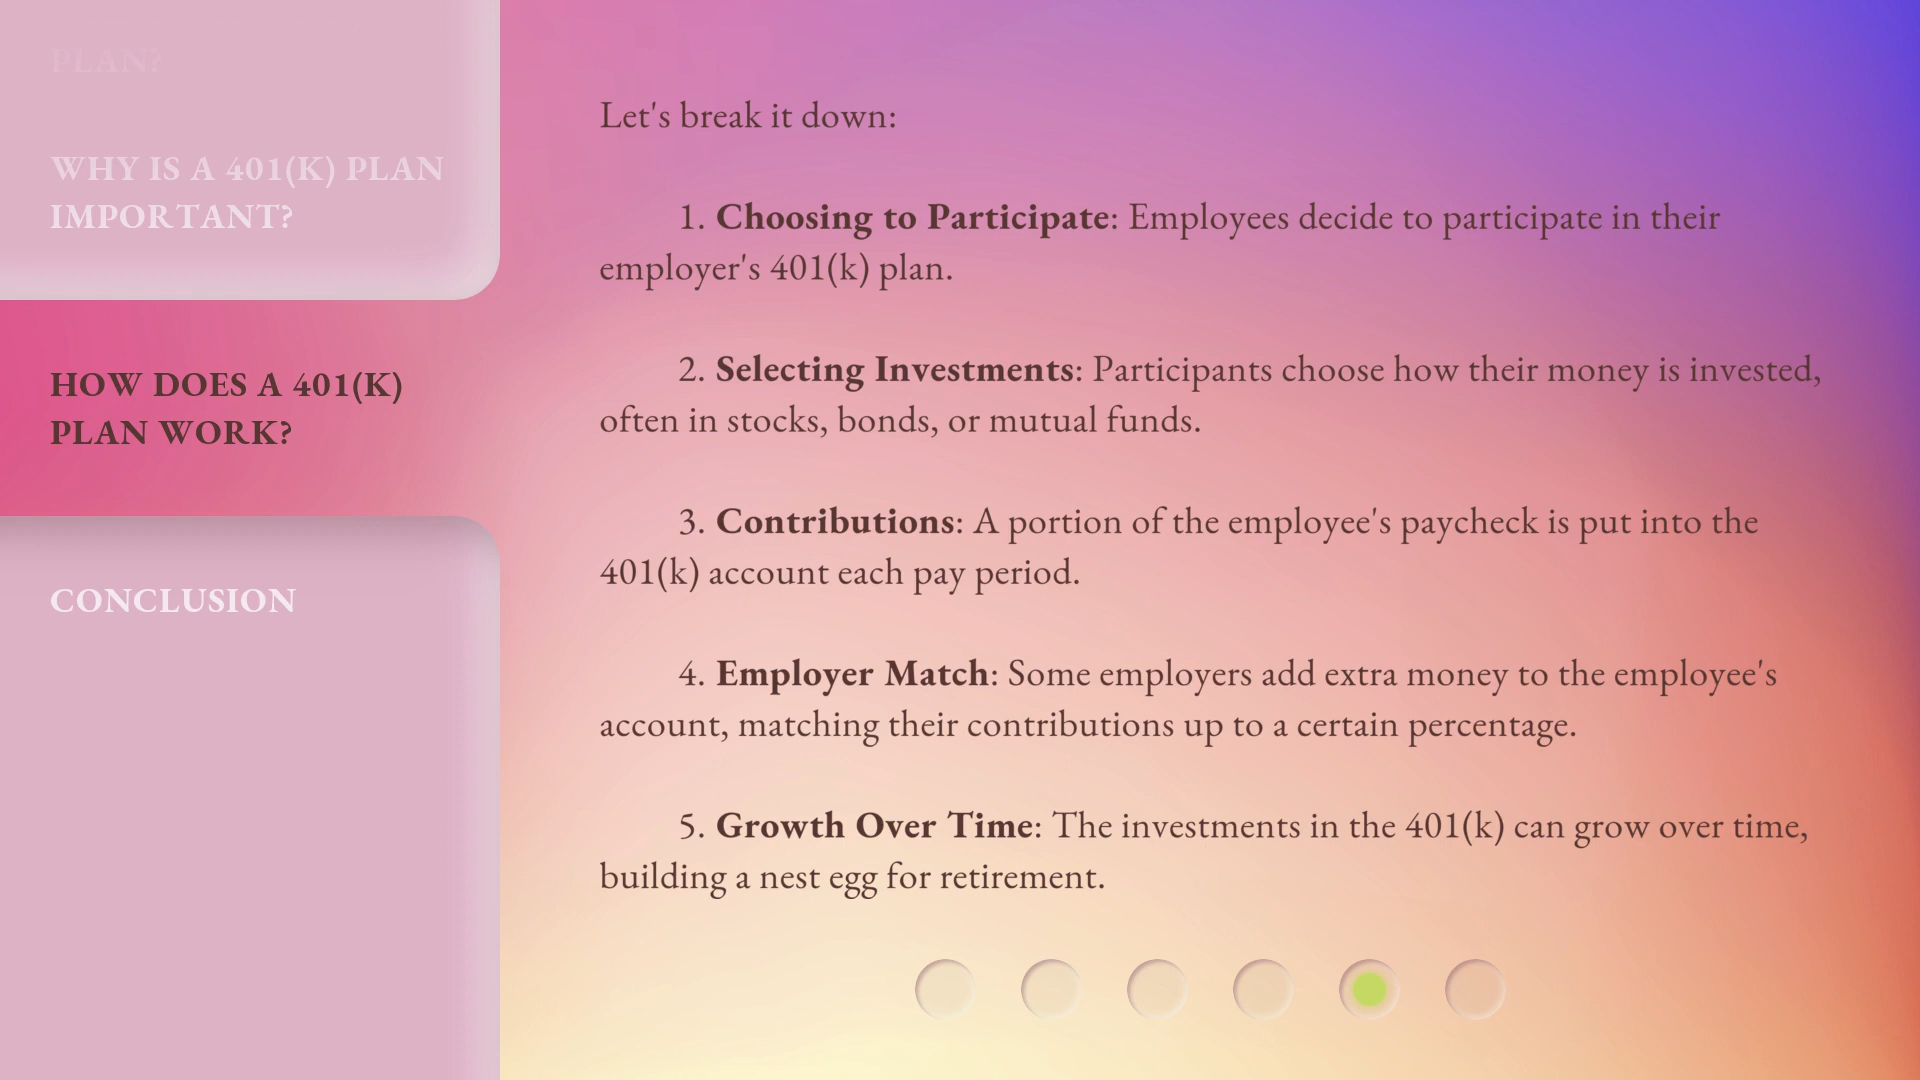 PLAN?
WHY IS A 401(K) PLAN
IMPORTANT?
HOW DOES A 401(K)
PLAN WORK?
CONCLUSION
Let's break it down:
1. Choosing to Participate: Employees decide to participate in their
employer's 401(k) plan.
2. Selecting Investments: Participants choose how their money is invested,
often in stocks, bonds, or mutual funds.
3. Contributions: A portion of the employee's paycheck is put into the
401(k) account each pay period.
4. Employer Match: Some employers add extra money to the employee's
account, matching their contributions up to a certain percentage.
5. Growth Over Time: The investments in the 401(k) can grow over time,
building a nest egg for retirement.